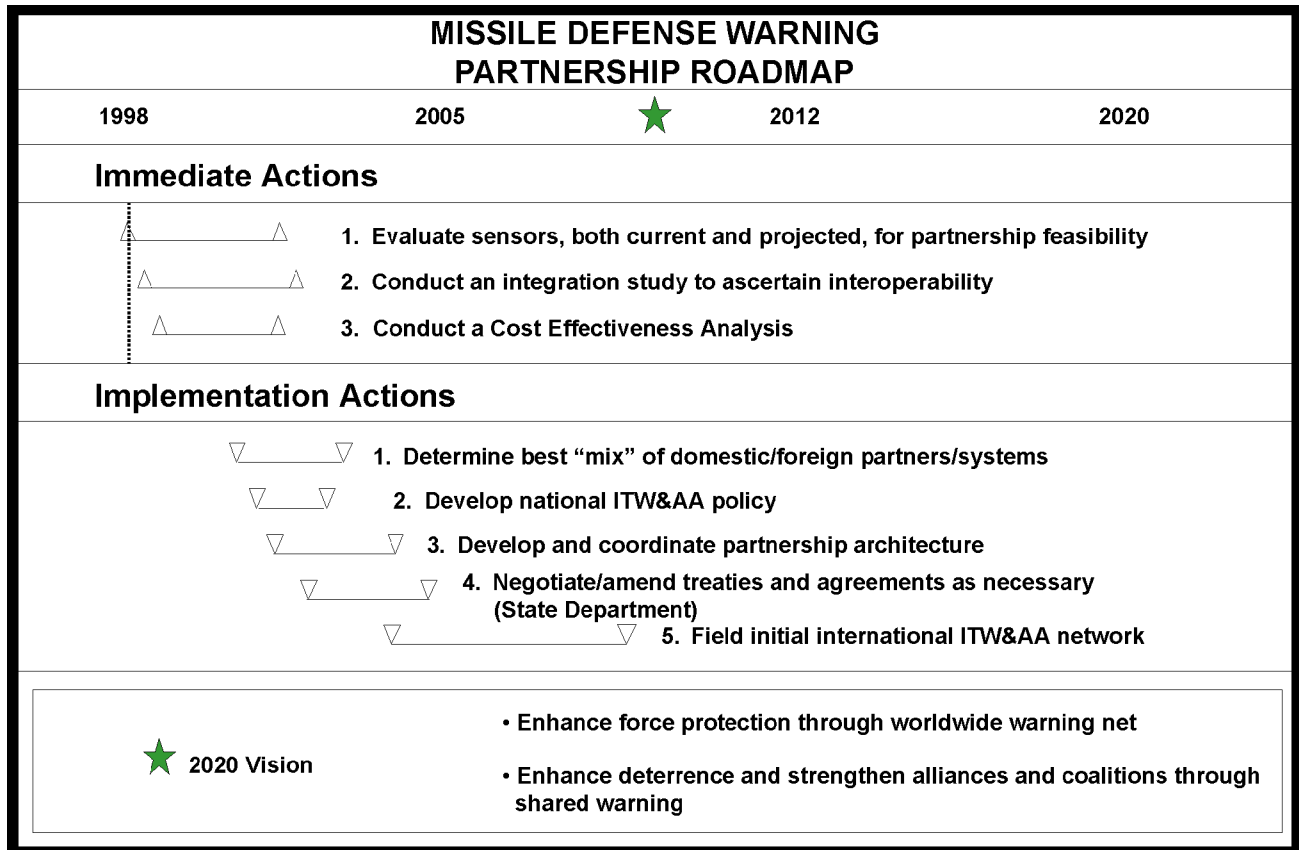 MISSILE DEFENSE WARNING
PARTNERSHIP ROADMAP
1998 2005 2012 2020
Immediate Actions
1. Evaluate sensors, both current and projected, for partnership feasibility
2. Conduct an integration study to ascertain interoperability
3. Conduct a Cost Effectiveness Analysis
Implementation Actions
1. Determine best “mix” of domestic/foreign partners/systems
2. Develop national ITW&AA policy
3. Develop and coordinate partnership architecture
4. Negotiate/amend treaties and agreements as necessary
(State Department)
5. Field initial international ITW&AA network
2020 Vision
• Enhance force protection through worldwide warning net
• Enhance deterrence and strengthen alliances and coalitions through
shared warning